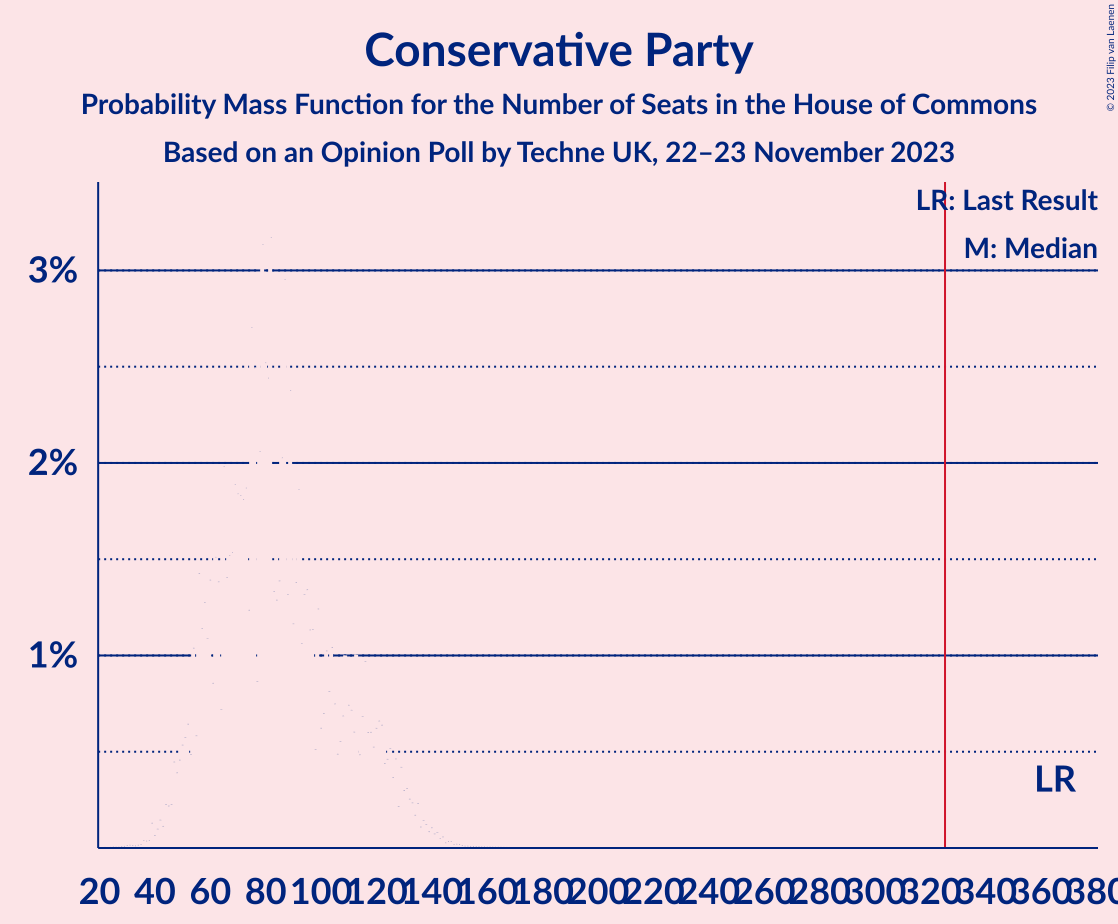 Conservative Party
Probability Mass Function for the Number of Seats in the House of Commons
Based on an Opinion Poll by Techne UK, 22–23 November 2023
© 2023 Filip van Laenen
LR: Last Result
M: Median
3%
2%
1%
LR
20 40 60 80 100 120 140 160 180 200 220 240 260 280 300 320 340 360 380